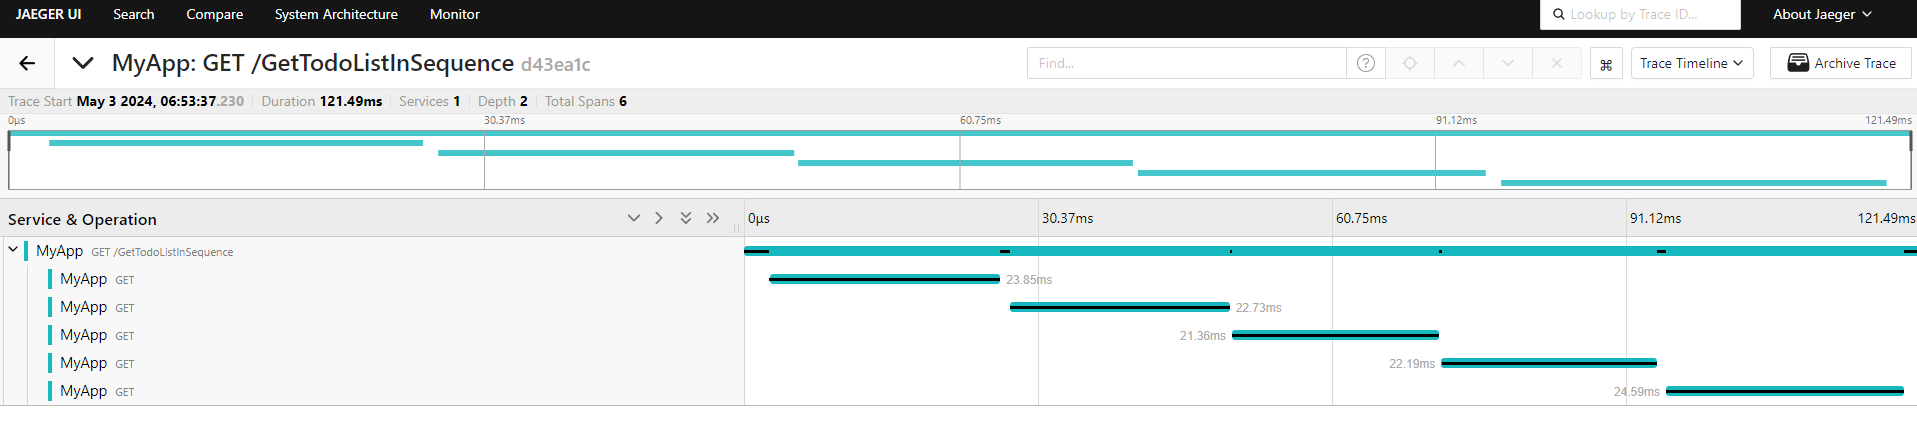 JAEGER UI Search Compare System Architecture Monitor Lookup by Trace ID... About Jaeger
MyApp: GET /GetTodoListInSequence d43ea1c Find... ? ⌘ Trace Timeline Archive Trace
Trace Start May 3 2024, 06:53:37.230 Duration 121.49ms Services 1 Depth 2 Total Spans 6
0μs 30.37ms 60.75ms 91.12ms 121.49ms
Service & Operation 0μs 30.37ms 60.75ms 91.12ms 121.49ms
MyApp GET /GetTodoListInSequence
MyApp GET 23.85ms
MyApp GET 22.73ms
MyApp GET 21.36ms
MyApp GET 22.19ms
MyApp GET 24.59ms